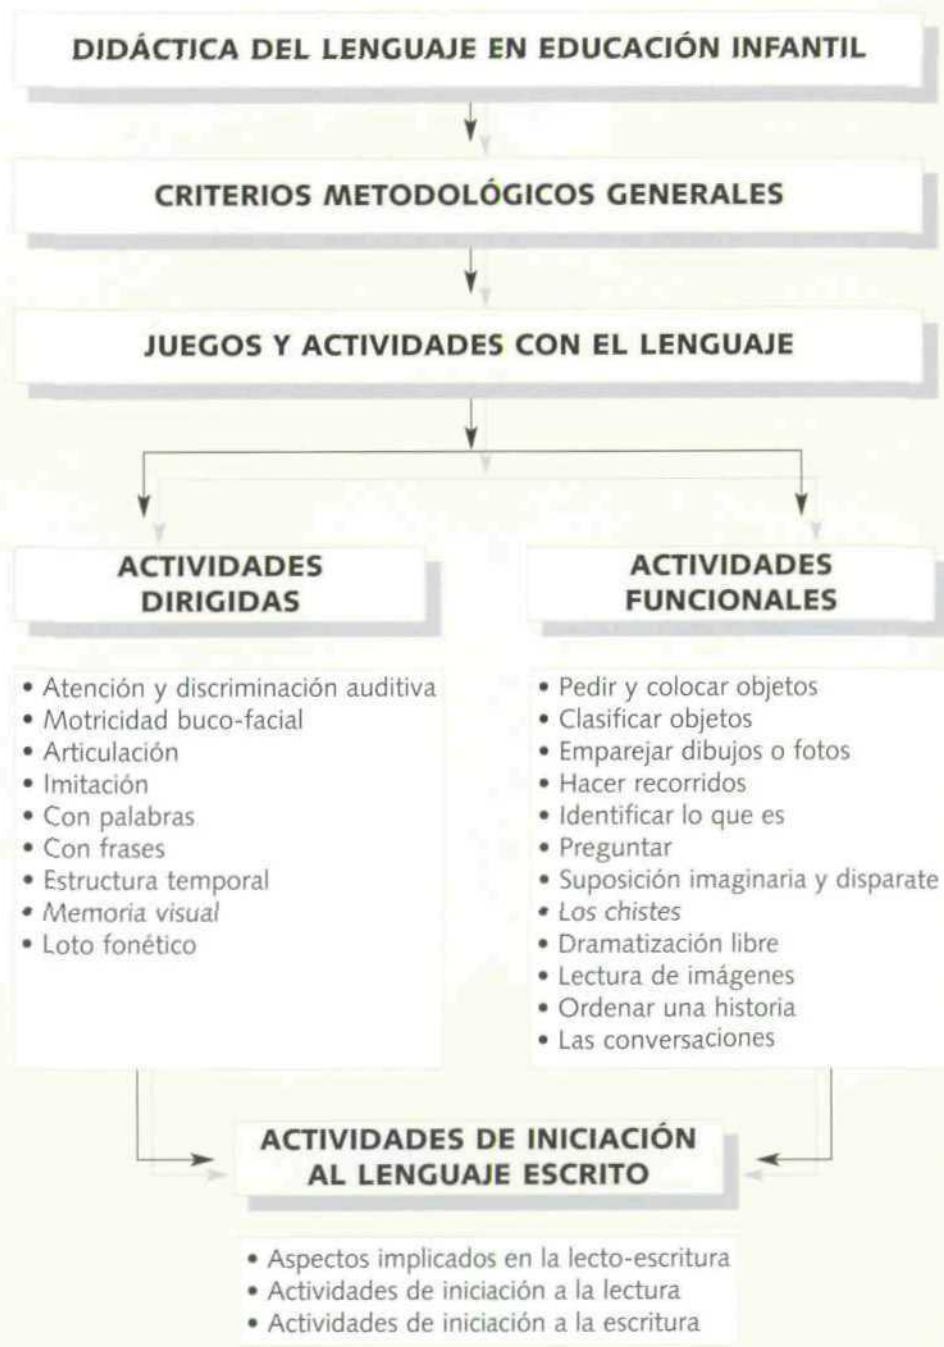 DIDÁCTICA DEL LENGUAJE EN EDUCACIÓN INFANTIL
CRITERIOS METODOLÓGICOS GENERALES
JUEGOS Y ACTIVIDADES CON EL LENGUAJE
ACTIVIDADES
DIRIGIDAS
• Atención y discriminación auditiva
• Motricidad buco-facial
• Articulación
• Imitación
• Con palabras
• Con frases
• Estructura temporal
• Memoria visual
• Loto fonético
ACTIVIDADES
FUNCIONALES
• Pedir y colocar objetos
• Clasificar objetos
• Emparejar dibujos o fotos
• Hacer recorridos
• Identificar lo que es
• Preguntar
• Suposición imaginaria y disparate
• Los chistes
• Dramatización libre
• Lectura de imágenes
• Ordenar una historia
• Las conversaciones
ACTIVIDADES DE INICIACIÓN
AL LENGUAJE ESCRITO
• Aspectos implicados en la lecto-escritura
• Actividades de iniciación a la lectura
• Actividades de iniciación a la escritura